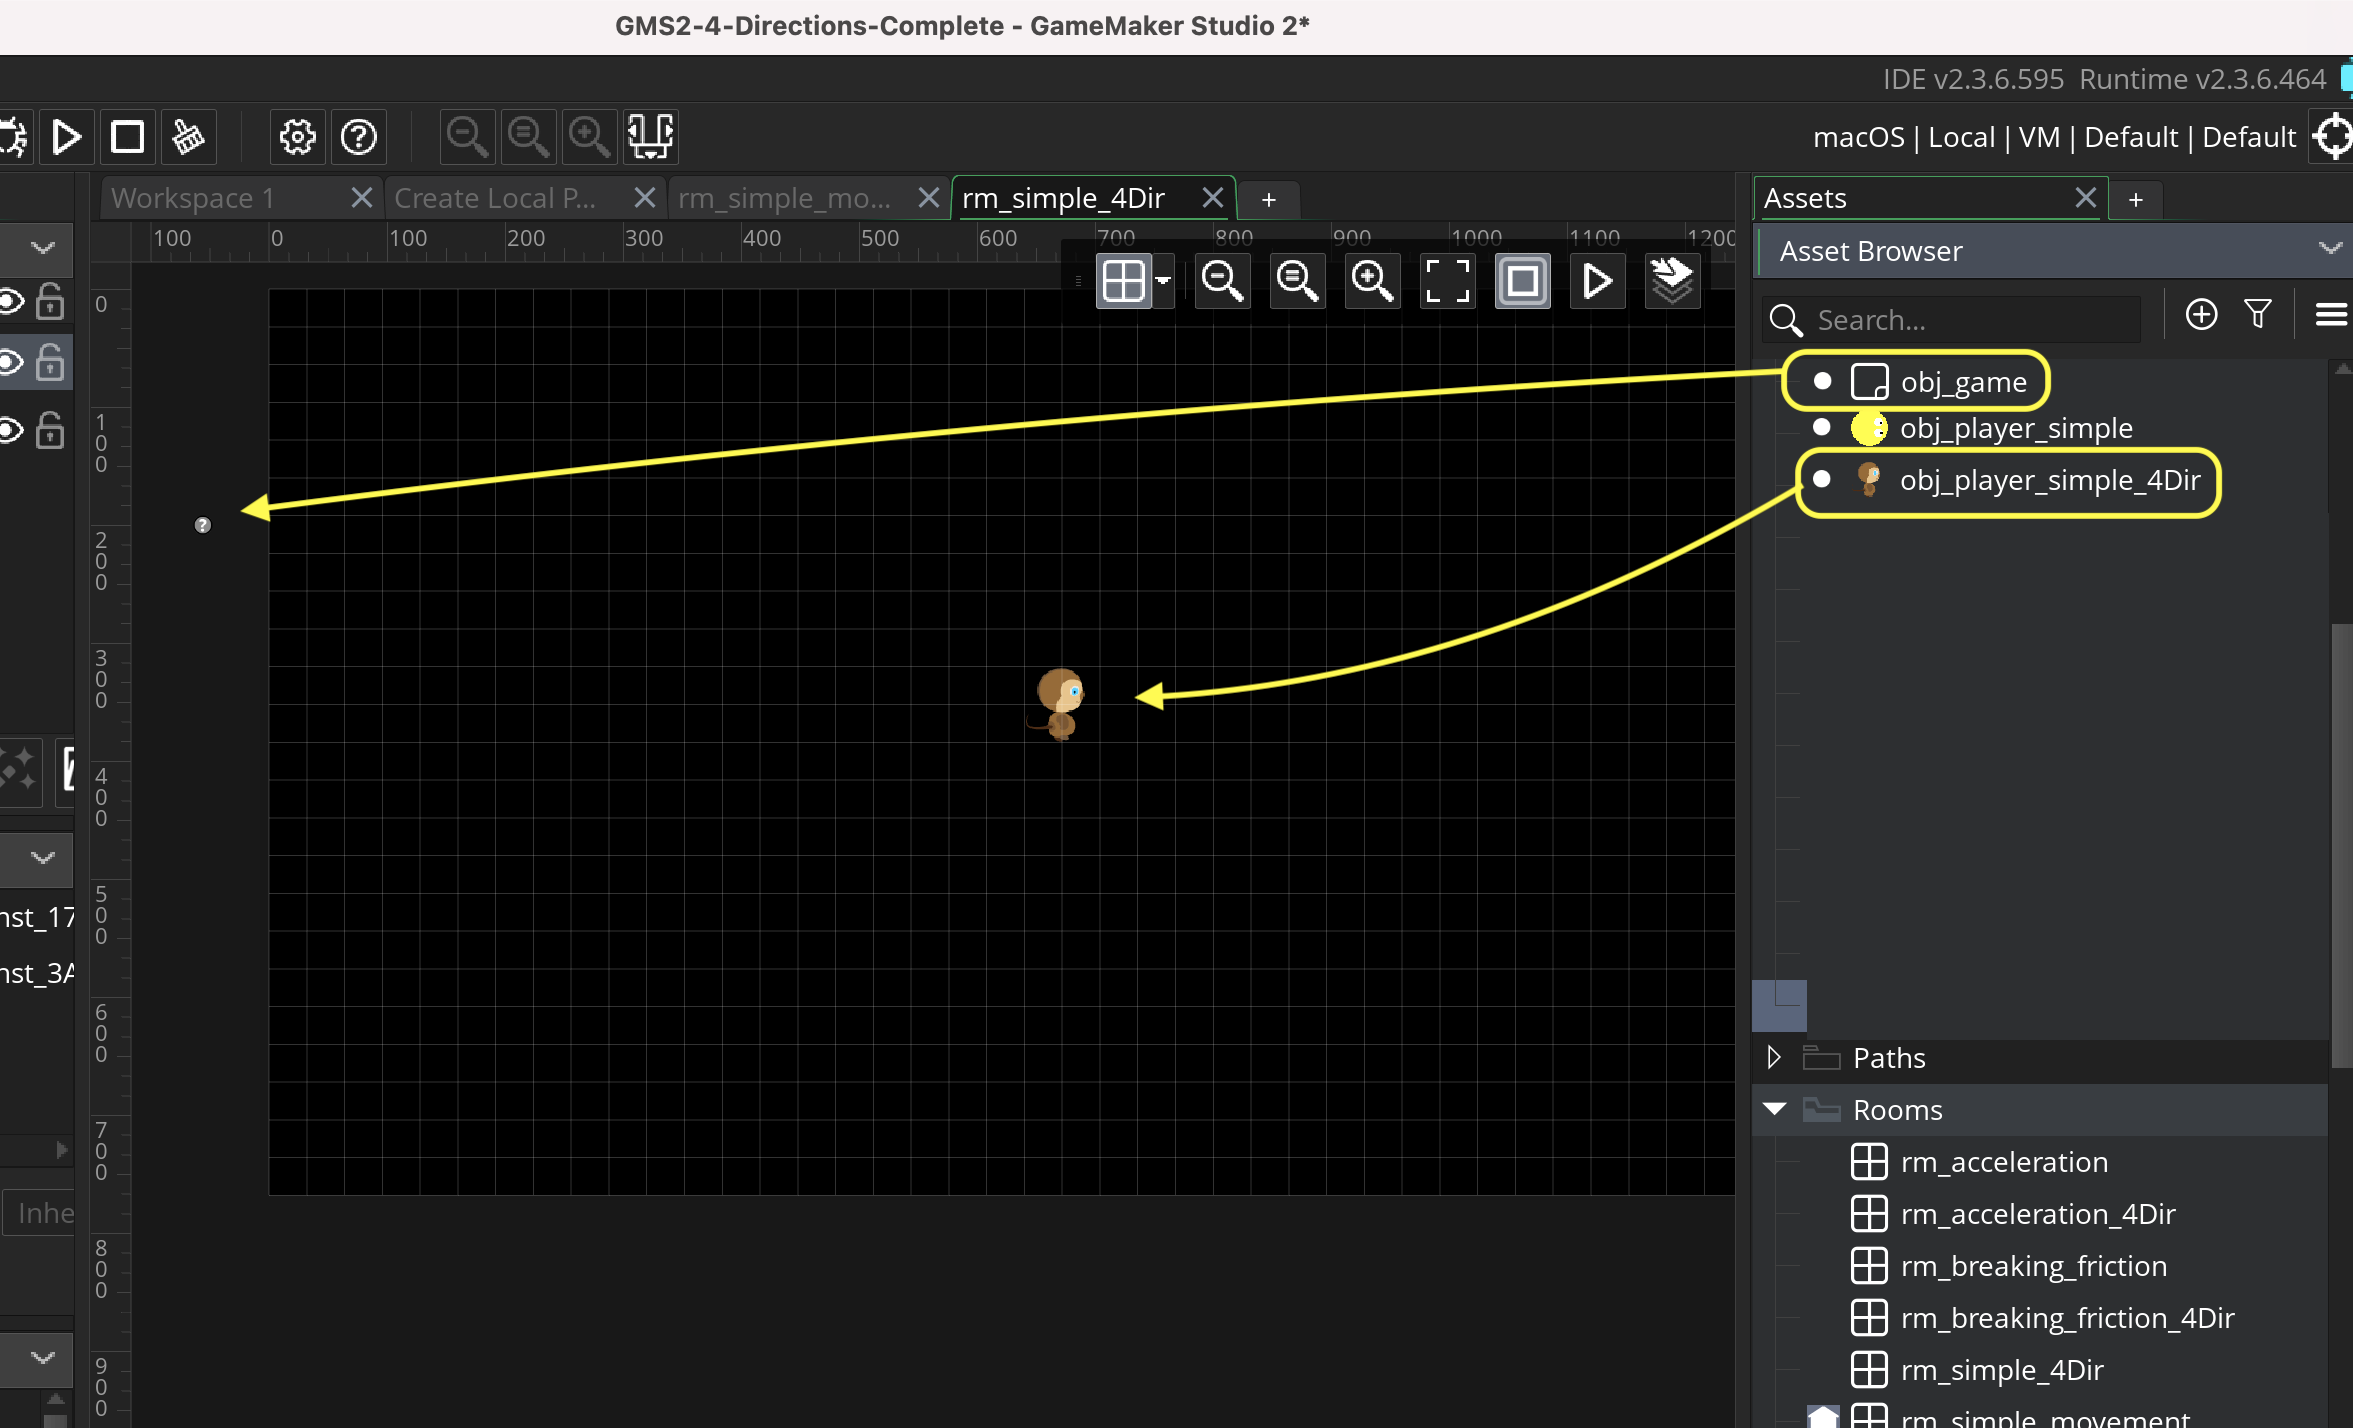 GMS2-4-Directions-Complete - GameMaker Studio 2*
IDE v2.3.6.595 Runtime v2.3.6.464
macOS | Local | VM | Default | Default
Workspace 1
Create Local P...
rm_simple_mo...
rm_simple_4Dir
+
Assets
+
100 0 100 200 300 400 500 600 700 800 900 1000 1100 1200
Asset Browser
Search...
0
100
200
300
400
500
600
700
800
900
obj_game
obj_player_simple
obj_player_simple_4Dir
?
nst_17
nst_3A
Inhe
Paths
Rooms
rm_acceleration
rm_acceleration_4Dir
rm_breaking_friction
rm_breaking_friction_4Dir
rm_simple_4Dir
rm_simple_movement